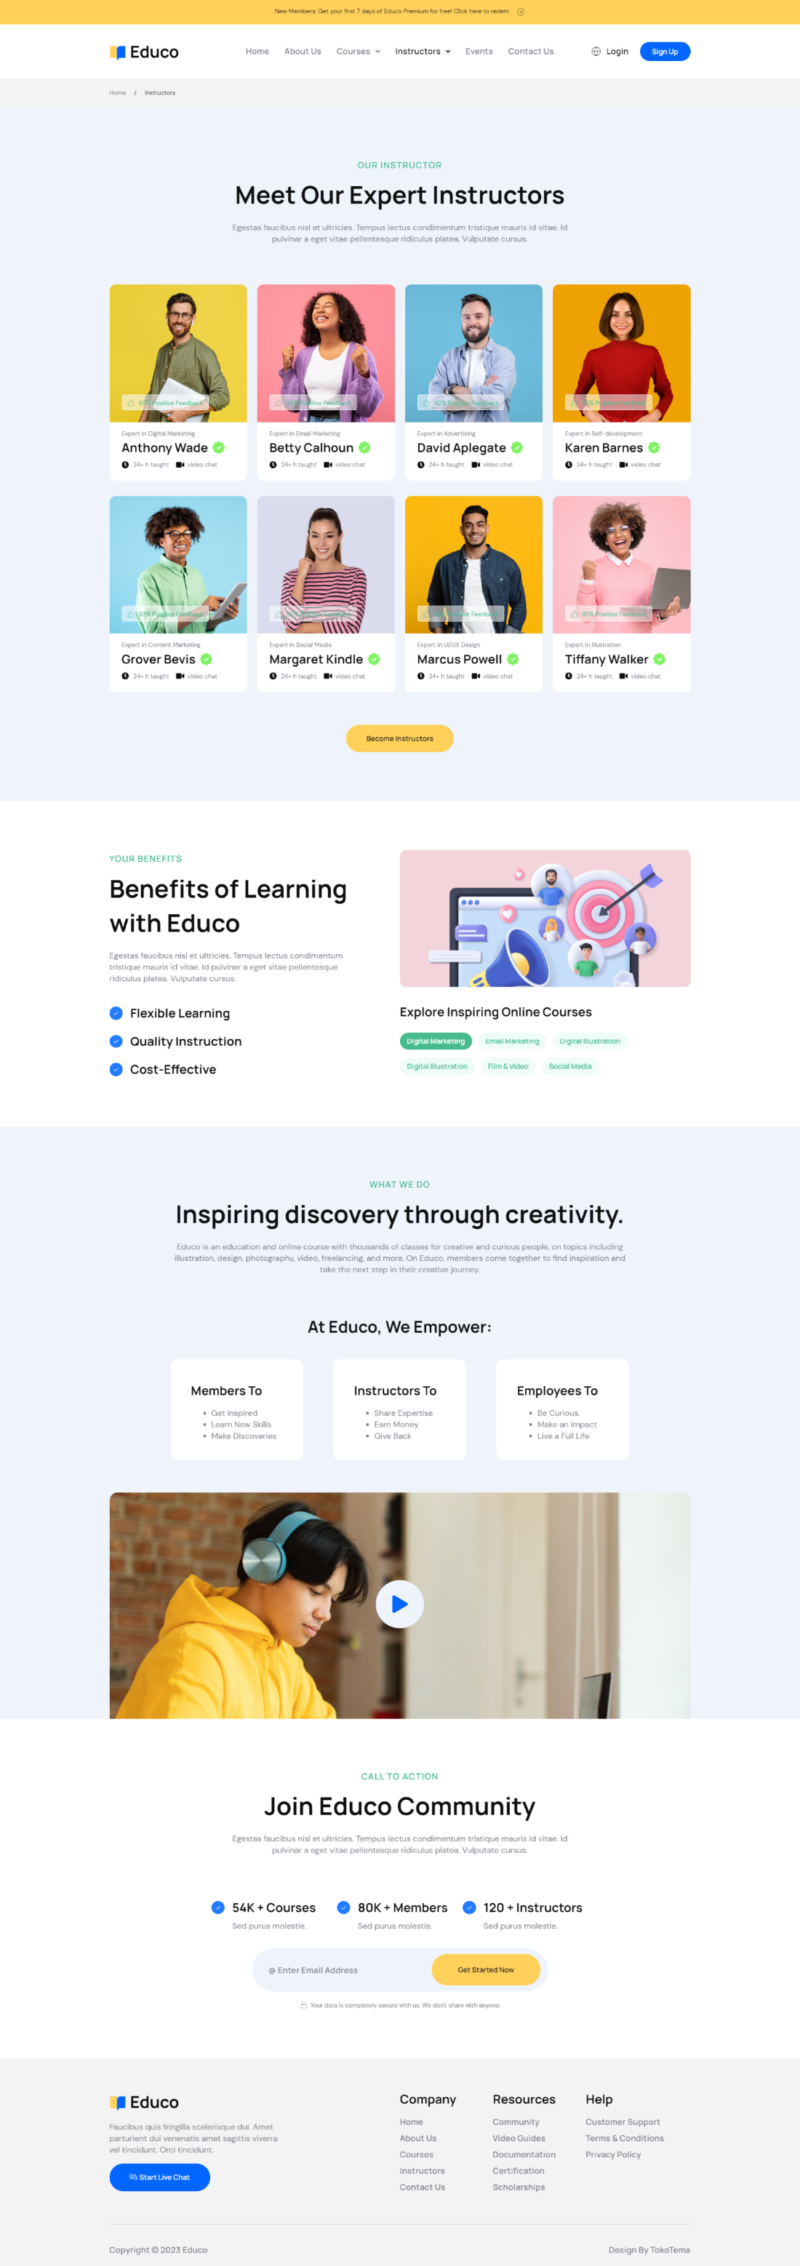 New Members: Get your first 7 days of Educo Premium for free! Click here to redem
Educo
Home
About Us
Courses
Instructors
Events
Contact Us
Login
Sign Up
Home / Instructors
OUR INSTRUCTOR
Meet Our Expert Instructors
Egestas faucibus nisl et ultricies. Tempus lectus condimentum tristique mauris id vitae. Id
pulvinar a eget vitae pellentesque ridiculus platea. Vulputate cursus.
Positive Feedback
Positive Feedback
92% Positive Feedback
Positive Feedback
Expert in Digital Marketing
Anthony Wade
24+ h taught
video chat
Expert in Email Marketing
Betty Calhoun
24+ h taught
video chat
Expert in Advertising
David Aplegate
24+ h taught
video chat
Expert in Self-development
Karen Barnes
24+ h taught
video chat
92% Positive Feedback
Feedback
92% Positive Feedback
Expert in Content Marketing
Grover Bevis
24+ h taught
video chat
Expert in Social Media
Margaret Kindle
24+ h taught
video chat
Expert in UI/UX Design
Marcus Powell
24+ h taught
video chat
Expert in Illustration
Tiffany Walker
24+ h taught
video chat
Become Instructors
YOUR BENEFITS
Benefits of Learning
with Educo
Egestas faucibus nisl et ultricies. Tempus lectus condimentum
tristique mauris id vitae. Id pulvinar a eget vitae pellentesque
ridiculus platea. Vulputate cursus.
Flexible Learning
Quality Instruction
Cost-Effective
Explore Inspiring Online Courses
Digital Marketing
Email Marketing
Digital Illustration
Digital Illustration
Film & Video
Social Media
WHAT WE DO
Inspiring discovery through creativity.
Educo is an education and online course with thousands of classes for creative and curious people, on topics including
illustration, design, photography, video, freelancing, and more. On Educo, members come together to find inspiration and
take the next step in their creative journey.
At Educo, We Empower:
Members To
• Get Inspired
• Learn New Skills
• Make Discoveries
Instructors To
• Share Expertise
• Earn Money
• Give Back
Employees To
• Be Curious.
• Make an Impact
• Live a Full Life
CALL TO ACTION
Join Educo Community
Egestas faucibus nisl et ultricies. Tempus lectus condimentum tristique mauris id vitae. Id
pulvinar a eget vitae pellentesque ridiculus platea. Vulputate cursus.
54K + Courses
Sed purus molestie.
80K + Members
Sed purus molestie.
120 + Instructors
Sed purus molestie.
@ Enter Email Address
Get Started Now
Your data is completely secure with us. We don't share with anyone.
Educo
Faucibus quis fringilla scelerisque dui. Amet
parturient dui venenatis amet sagittis viverra
vel tincidunt. Orci tincidunt.
Start Live Chat
Company
Home
About Us
Courses
Instructors
Contact Us
Resources
Community
Video Guides
Documentation
Certification
Scholarships
Help
Customer Support
Terms & Conditions
Privacy Policy
Copyright © 2023 Educo
Design By TokoTema